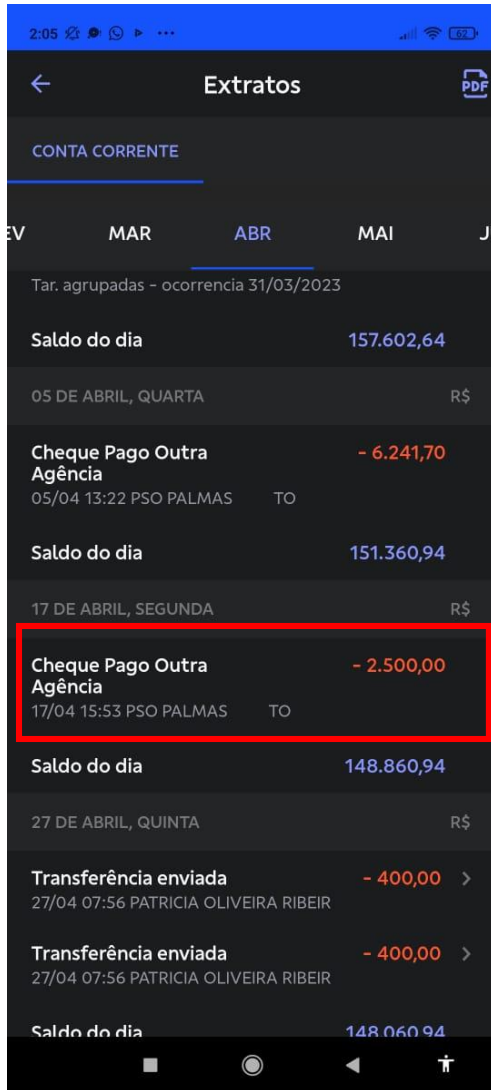 2:05
62
Extratos
PDF
CONTA CORRENTE
EV MAR ABR MAI J
Tar. agrupadas - ocorrencia 31/03/2023
Saldo do dia 157.602,64
05 DE ABRIL, QUARTA R$
Cheque Pago Outra - 6.241,70
Agência
05/04 13:22 PSO PALMAS TO
Saldo do dia 151.360,94
17 DE ABRIL, SEGUNDA R$
Cheque Pago Outra - 2.500,00
Agência
17/04 15:53 PSO PALMAS TO
Saldo do dia 148.860,94
27 DE ABRIL, QUINTA R$
Transferência enviada - 400,00
27/04 07:56 PATRICIA OLIVEIRA RIBEIR
Transferência enviada - 400,00
27/04 07:56 PATRICIA OLIVEIRA RIBEIR
Saldo do dia 148.060,94